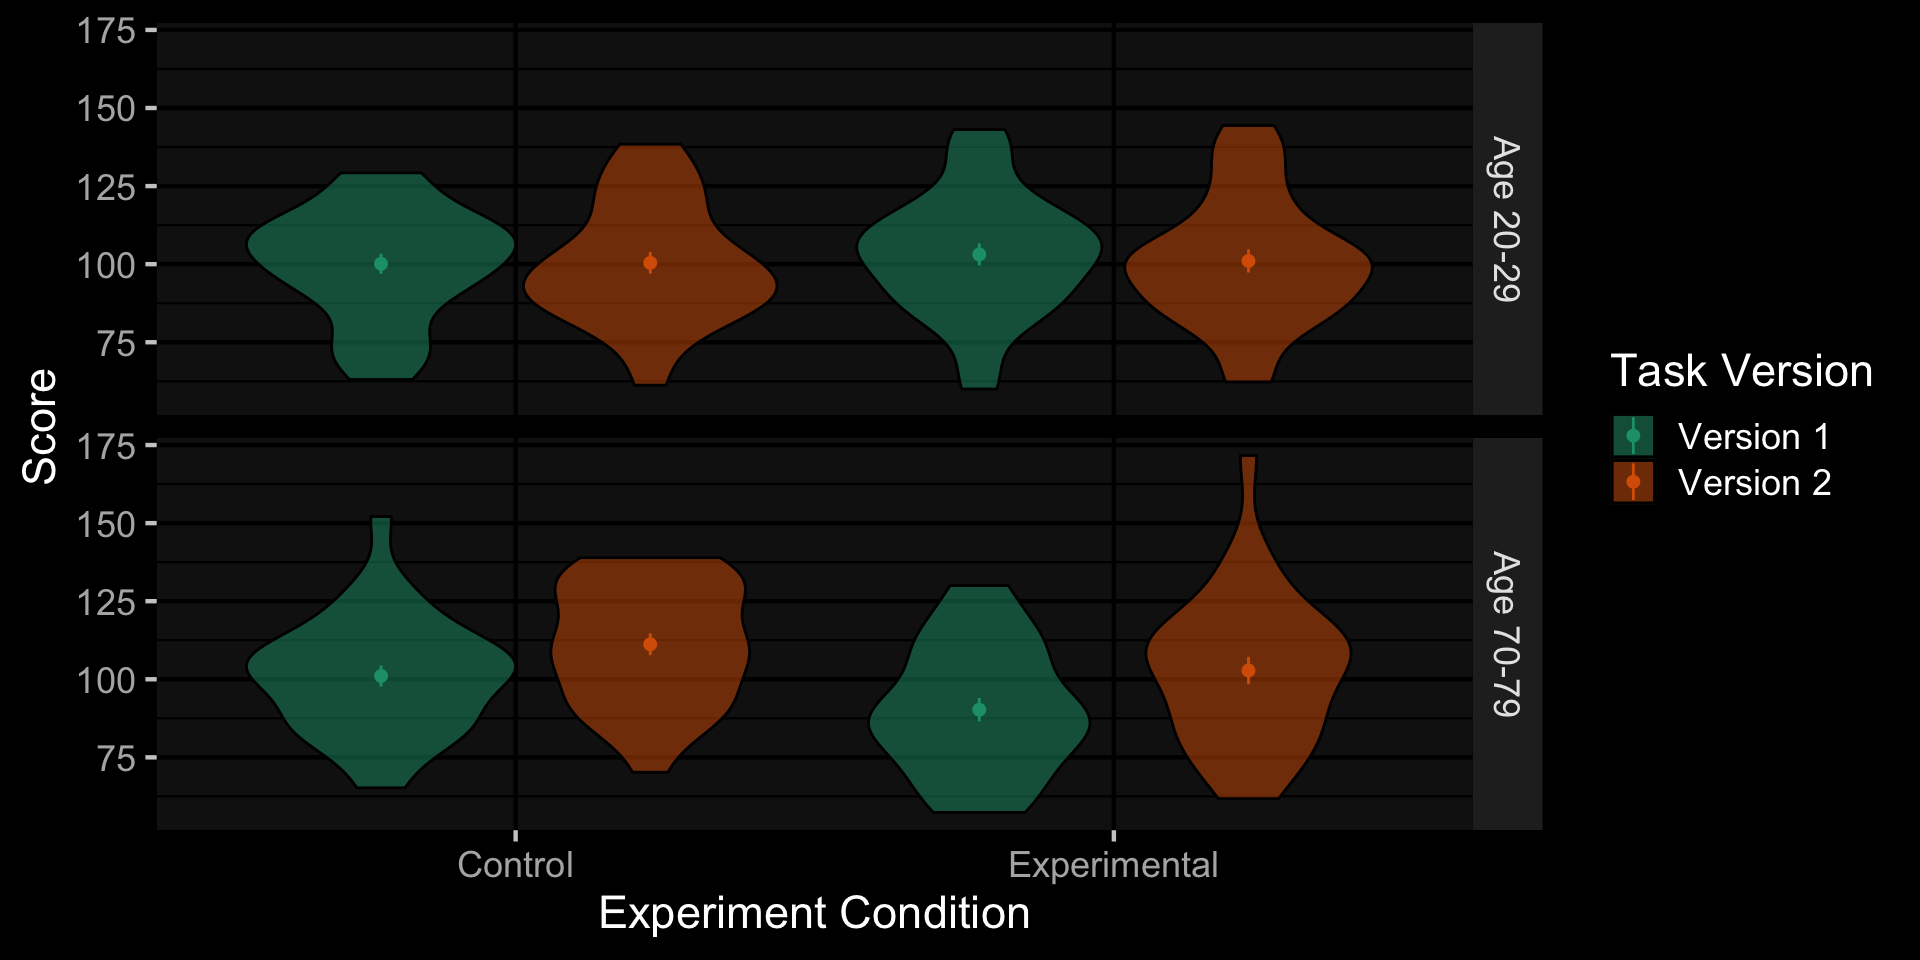 175
150
125
100
75
Age 20-29
175
150
125
100
75
Age 70-79
Score
Control
Experimental
Experiment Condition
Task Version
Version 1
Version 2